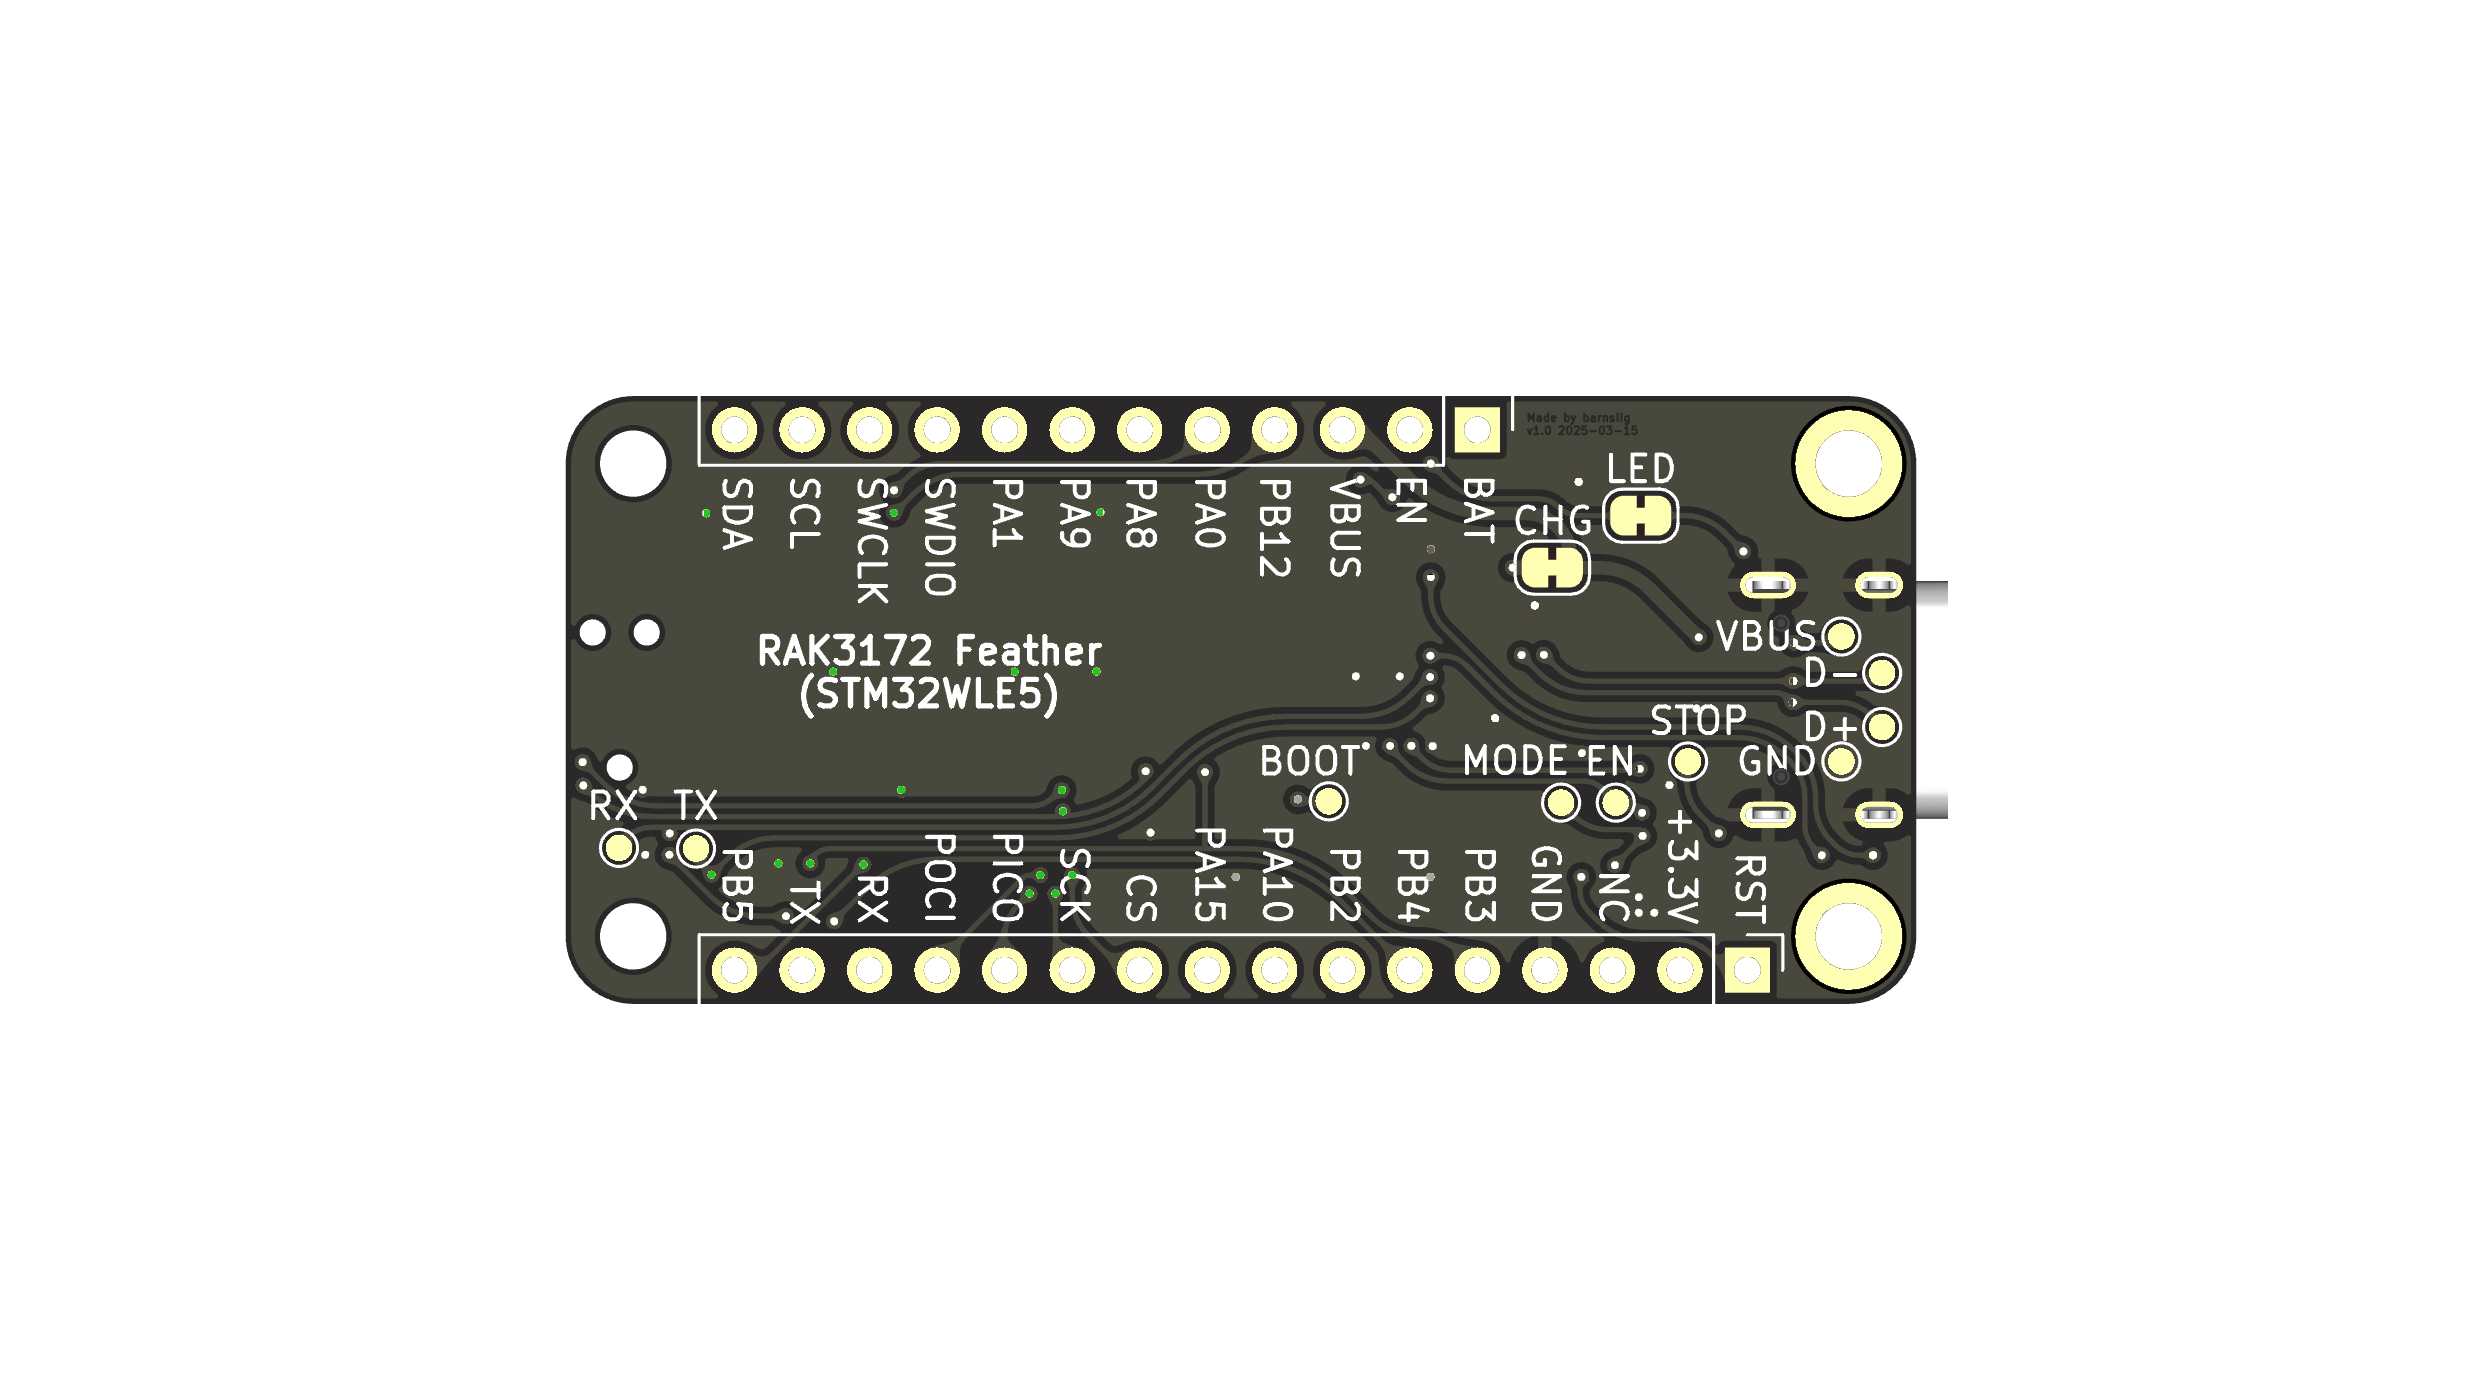 Made by barnslig
v1.0 2025-03-15
LED
SDA
SCL
SWCLK
SWDIO
PA1
PA9
PA8
PA0
PB12
VBUS
EN
BAT
CHG
RAK3172 Feather
(STM32WLE5)
VBUS
D-
STOP
D+
BOOT
MODE
EN
GND
RX
TX
PB5
TX
RX
POCI
PICO
SCK
CS
PA15
PA10
PB2
PB4
PB3
GND
NC
+3.3V
RST